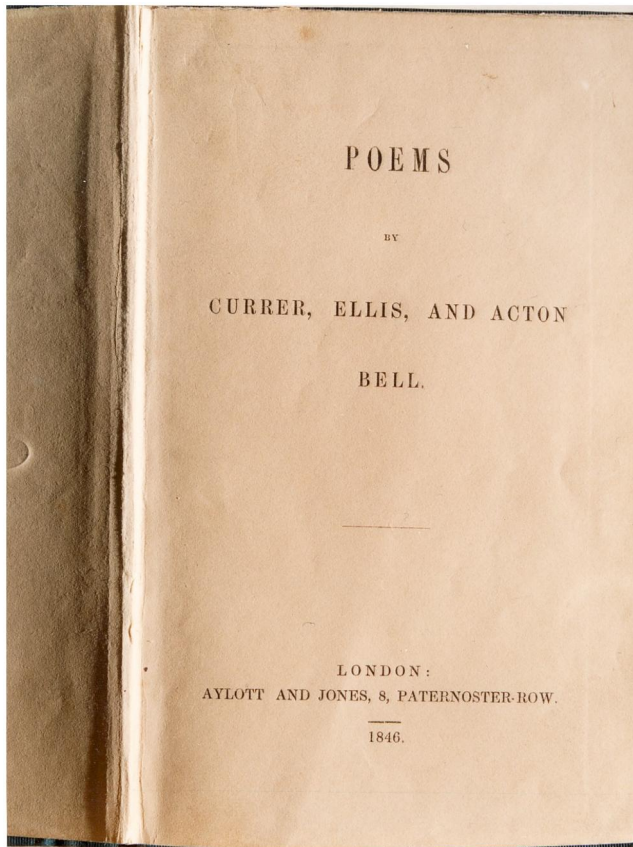 POEMS
BY
CURRER, ELLIS, AND ACTON
BELL.
LONDON:
AYLOTT AND JONES, 8, PATERNOSTER-ROW.
1846.